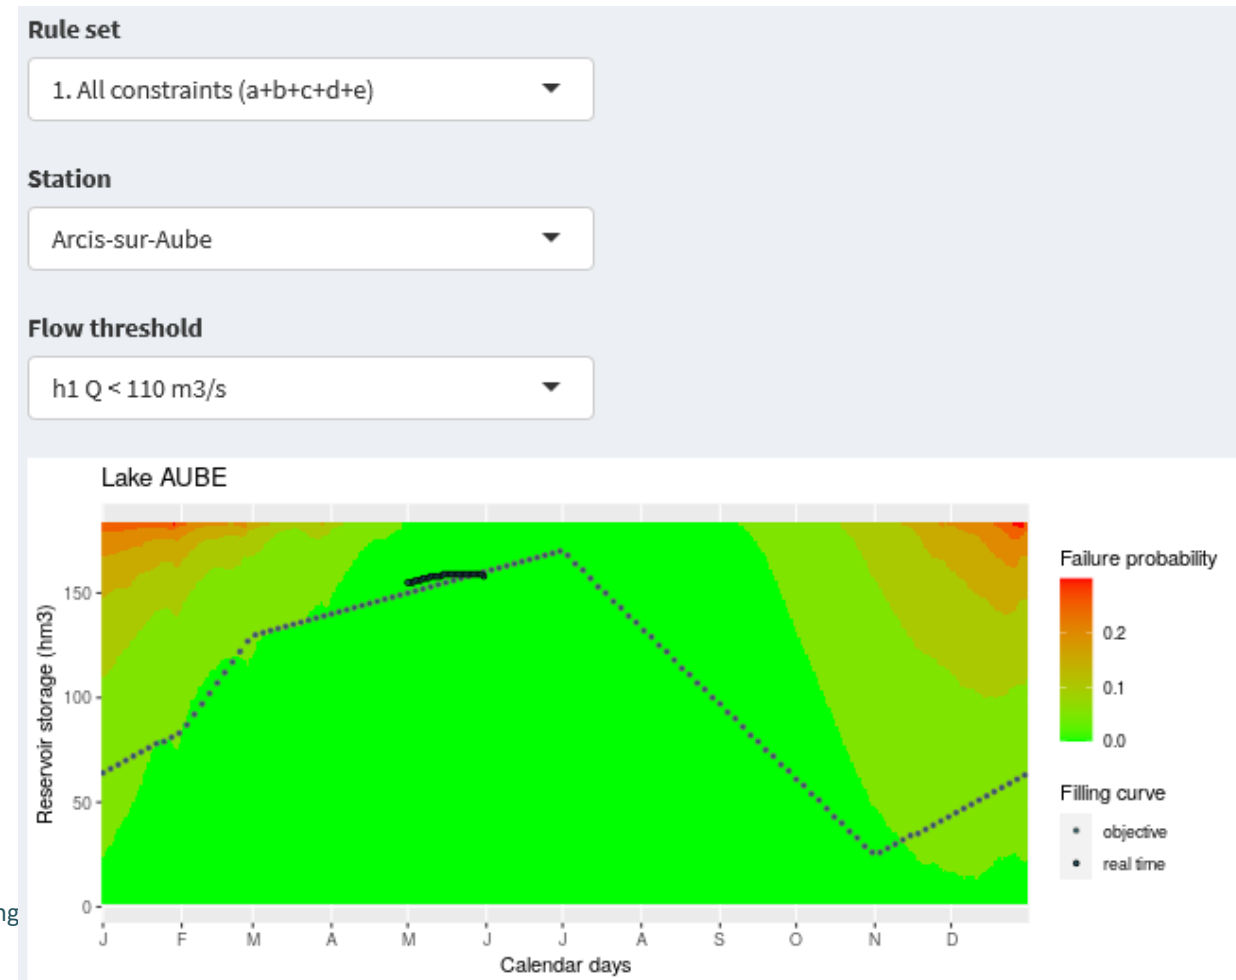 Rule set
1. All constraints (a+b+c+d+e)
Station
Arcis-sur-Aube
Flow threshold
h1 Q < 110 m3/s
Lake AUBE
Reservoir storage (hm3)
150
100
50
0
J F M A M J J A S O N D
Calendar days
Failure probability
0.2
0.1
0.0
Filling curve
objective
real time
ng